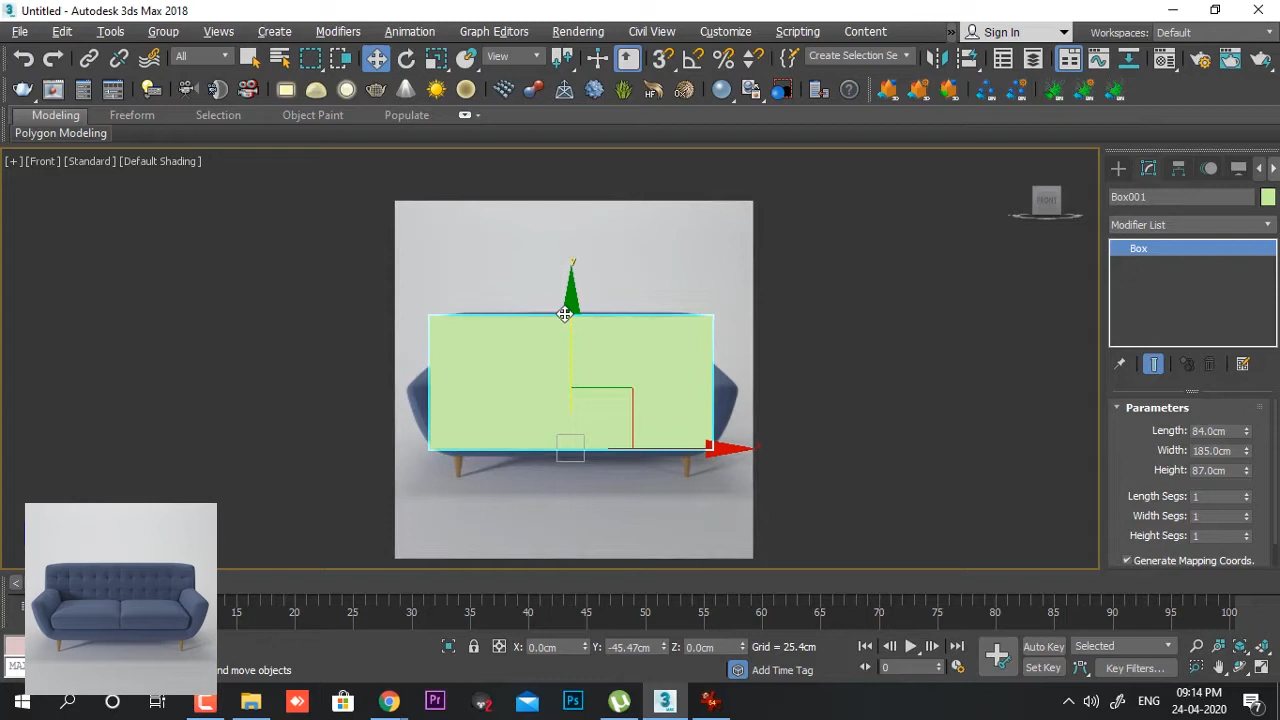 Untitled - Autodesk 3ds Max 2018
File Edit Tools Group Views Create Modifiers Animation Graph Editors Rendering Civil View Customize Scripting Content » Sign In Workspaces: Default
All View Create Selection Se
Modeling Freeform Selection Object Paint Populate
Polygon Modeling
[+] [Front] [Standard] [Default Shading]
FRONT
Box001
Modifier List
Box
y
x
Parameters
Length: 84.0cm
Width: 185.0cm
Height: 87.0cm
Length Segs: 1
Width Segs: 1
Height Segs: 1
Generate Mapping Coords.
<
15 20 25 30 35 40 45 50 55 60 65 70 75 80 85 90 95 100
X: 0.0cm Y: -45.47cm Z: 0.0cm Grid = 25.4cm
Auto Key Selected
and move objects
Add Time Tag
0
Set Key Key Filters...
ENG
09:14 PM
24-04-2020
7